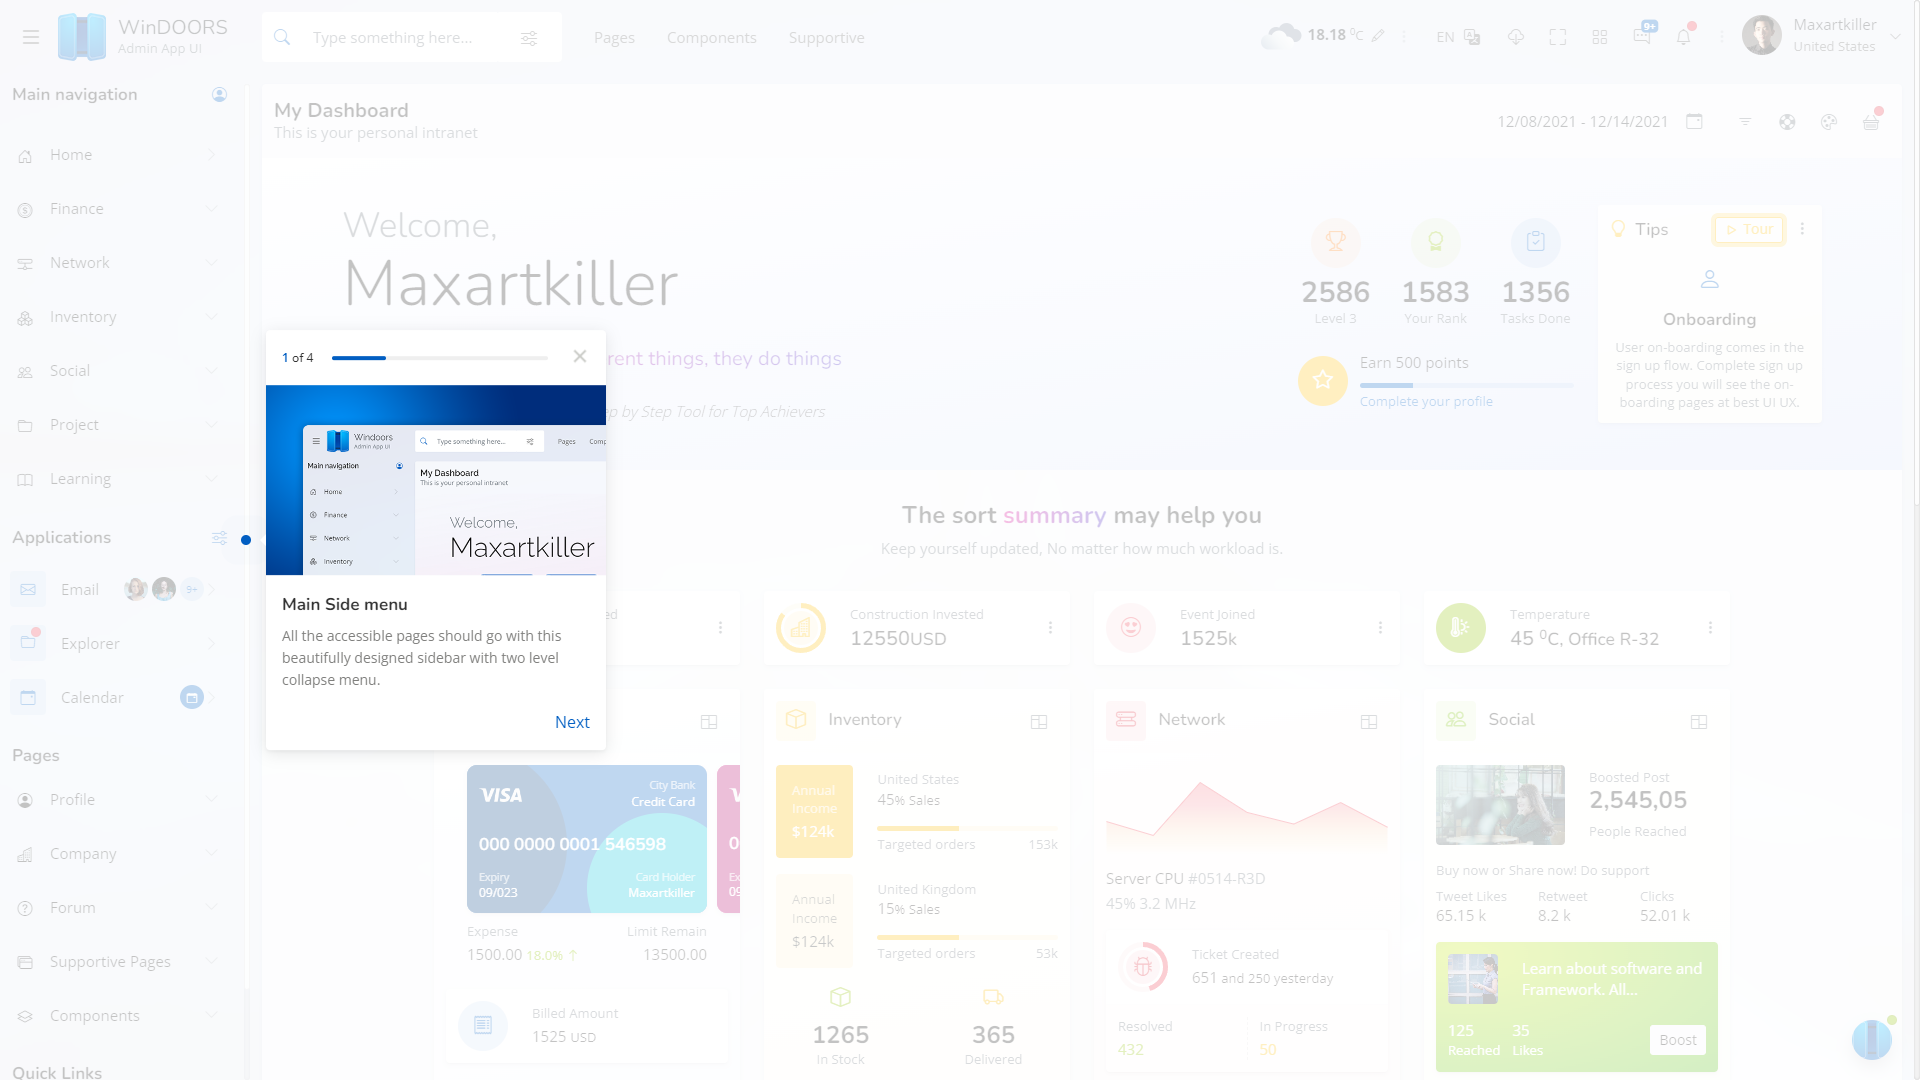 WinDOORS
Admin App UI
Type something here...
Pages
Components
Supportive
18.18 0C
EN
9+
Maxartkiller
United States
Main navigation
Home
Finance
Network
Inventory
Social
Project
Learning
Applications
Email
9+
Explorer
Calendar
Pages
Profile
Company
Forum
Supportive Pages
Components
Quick Links
My Dashboard
This is your personal intranet
12/08/2021 - 12/14/2021
Welcome,
Maxartkiller
rent things, they do things
ep by Step Tool for Top Achievers
2586
Level 3
1583
Your Rank
1356
Tasks Done
Earn 500 points
Complete your profile
Tips
Tour
Onboarding
User on-boarding comes in the
sign up flow. Complete sign up
process you will see the on-
boarding pages at best UI UX.
1 of 4
Windoors
Admin App UI
Type something here...
Pages
Comp
Main navigation
Home
Finance
Network
Inventory
My Dashboard
This is your personal intranet
Welcome,
Maxartkiller
Main Side menu
All the accessible pages should go with this
beautifully designed sidebar with two level
collapse menu.
Next
The sort summary may help you
Keep yourself updated, No matter how much workload is.
ed
Construction Invested
12550USD
Event Joined
1525k
Temperature
45 0C, Office R-32
VISA
City Bank
Credit Card
000 0000 0001 546598
Expiry
09/023
Card Holder
Maxartkiller
V
0
Ex
09
Expense
1500.00 18.0%
Limit Remain
13500.00
Billed Amount
1525 USD
Inventory
Annual
Income
$124k
United States
45% Sales
Targeted orders
153k
Annual
Income
$124k
United Kingdom
15% Sales
Targeted orders
53k
1265
In Stock
365
Delivered
Network
Server CPU #0514-R3D
45% 3.2 MHz
Ticket Created
651 and 250 yesterday
Resolved
432
In Progress
50
Social
Boosted Post
2,545,05
People Reached
Buy now or Share now! Do support
Tweet Likes
65.15 k
Retweet
8.2 k
Clicks
52.01 k
Learn about software and
Framework. All...
125
Reached
35
Likes
Boost